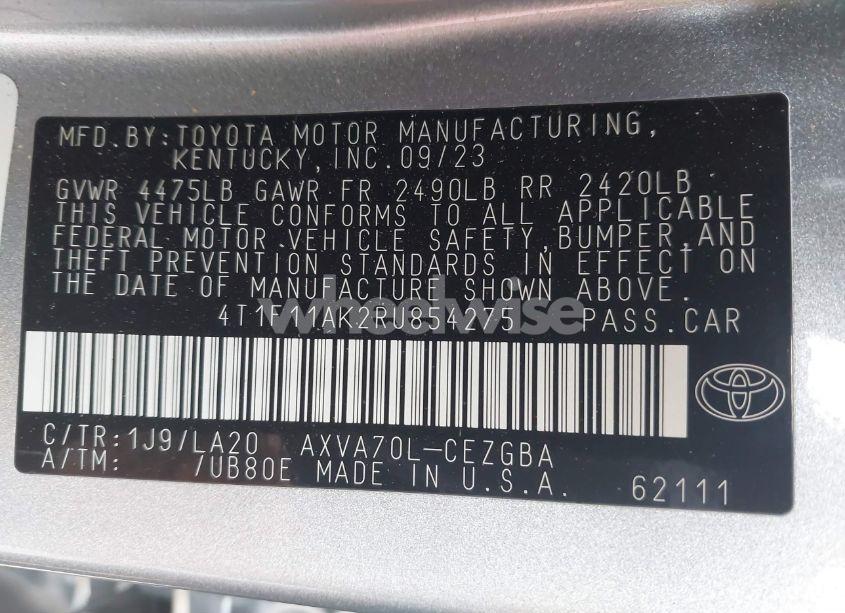 MFD.BY:TOYOTA MOTOR MANUFACTURING,
KENTUCKY,INC.09/23
GVWR 4475LB GAWR FR 2490LB RR 2420LB
THIS VEHICLE CONFORMS TO ALL APPLICABLE
FEDERAL MOTOR VEHICLE SAFETY,BUMPER,AND
THEFT PREVENTION STANDARDS IN EFFECT ON
THE DATE OF MANUFACTURE SHOWN ABOVE.
PASS.CAR
wheelwise
C/TR:1J9/LA20 AXVA70L-CEZGBA
A/TM: /UB80E MADE IN U.S.A. 62111